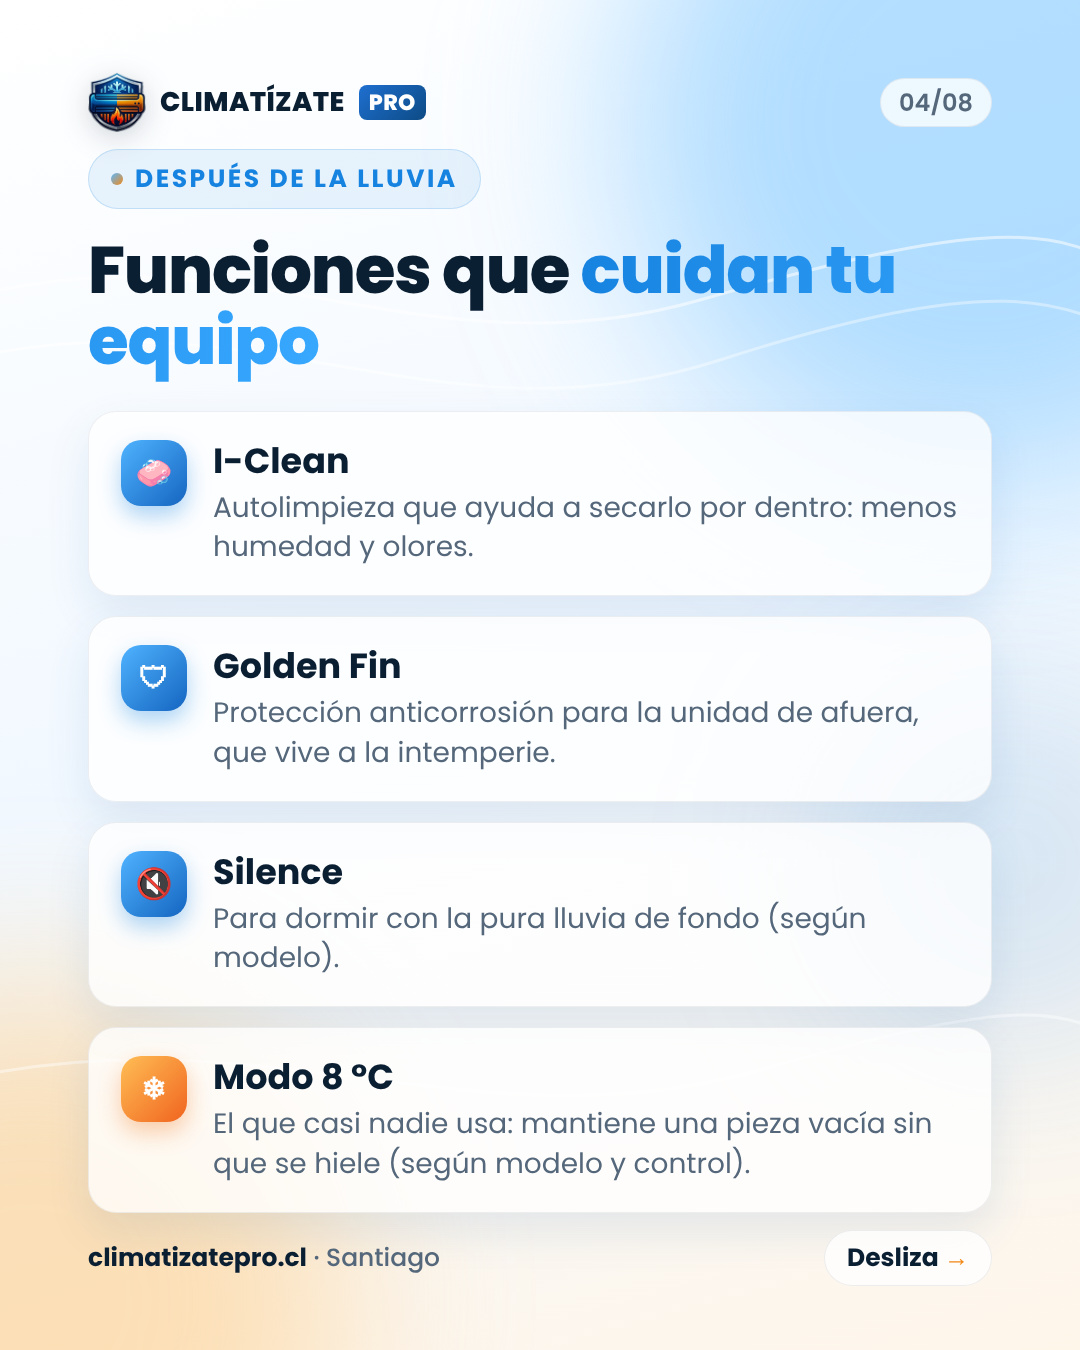 CLIMATÍZATE PRO
04/08
DESPUÉS DE LA LLUVIA
Funciones que cuidan tu
equipo
I-Clean
Autolimpieza que ayuda a secarlo por dentro: menos
humedad y olores.
Golden Fin
Protección anticorrosión para la unidad de afuera,
que vive a la intemperie.
Silence
Para dormir con la pura lluvia de fondo (según
modelo).
Modo 8 °C
El que casi nadie usa: mantiene una pieza vacía sin
que se hiele (según modelo y control).
climatizatepro.cl · Santiago
Desliza →